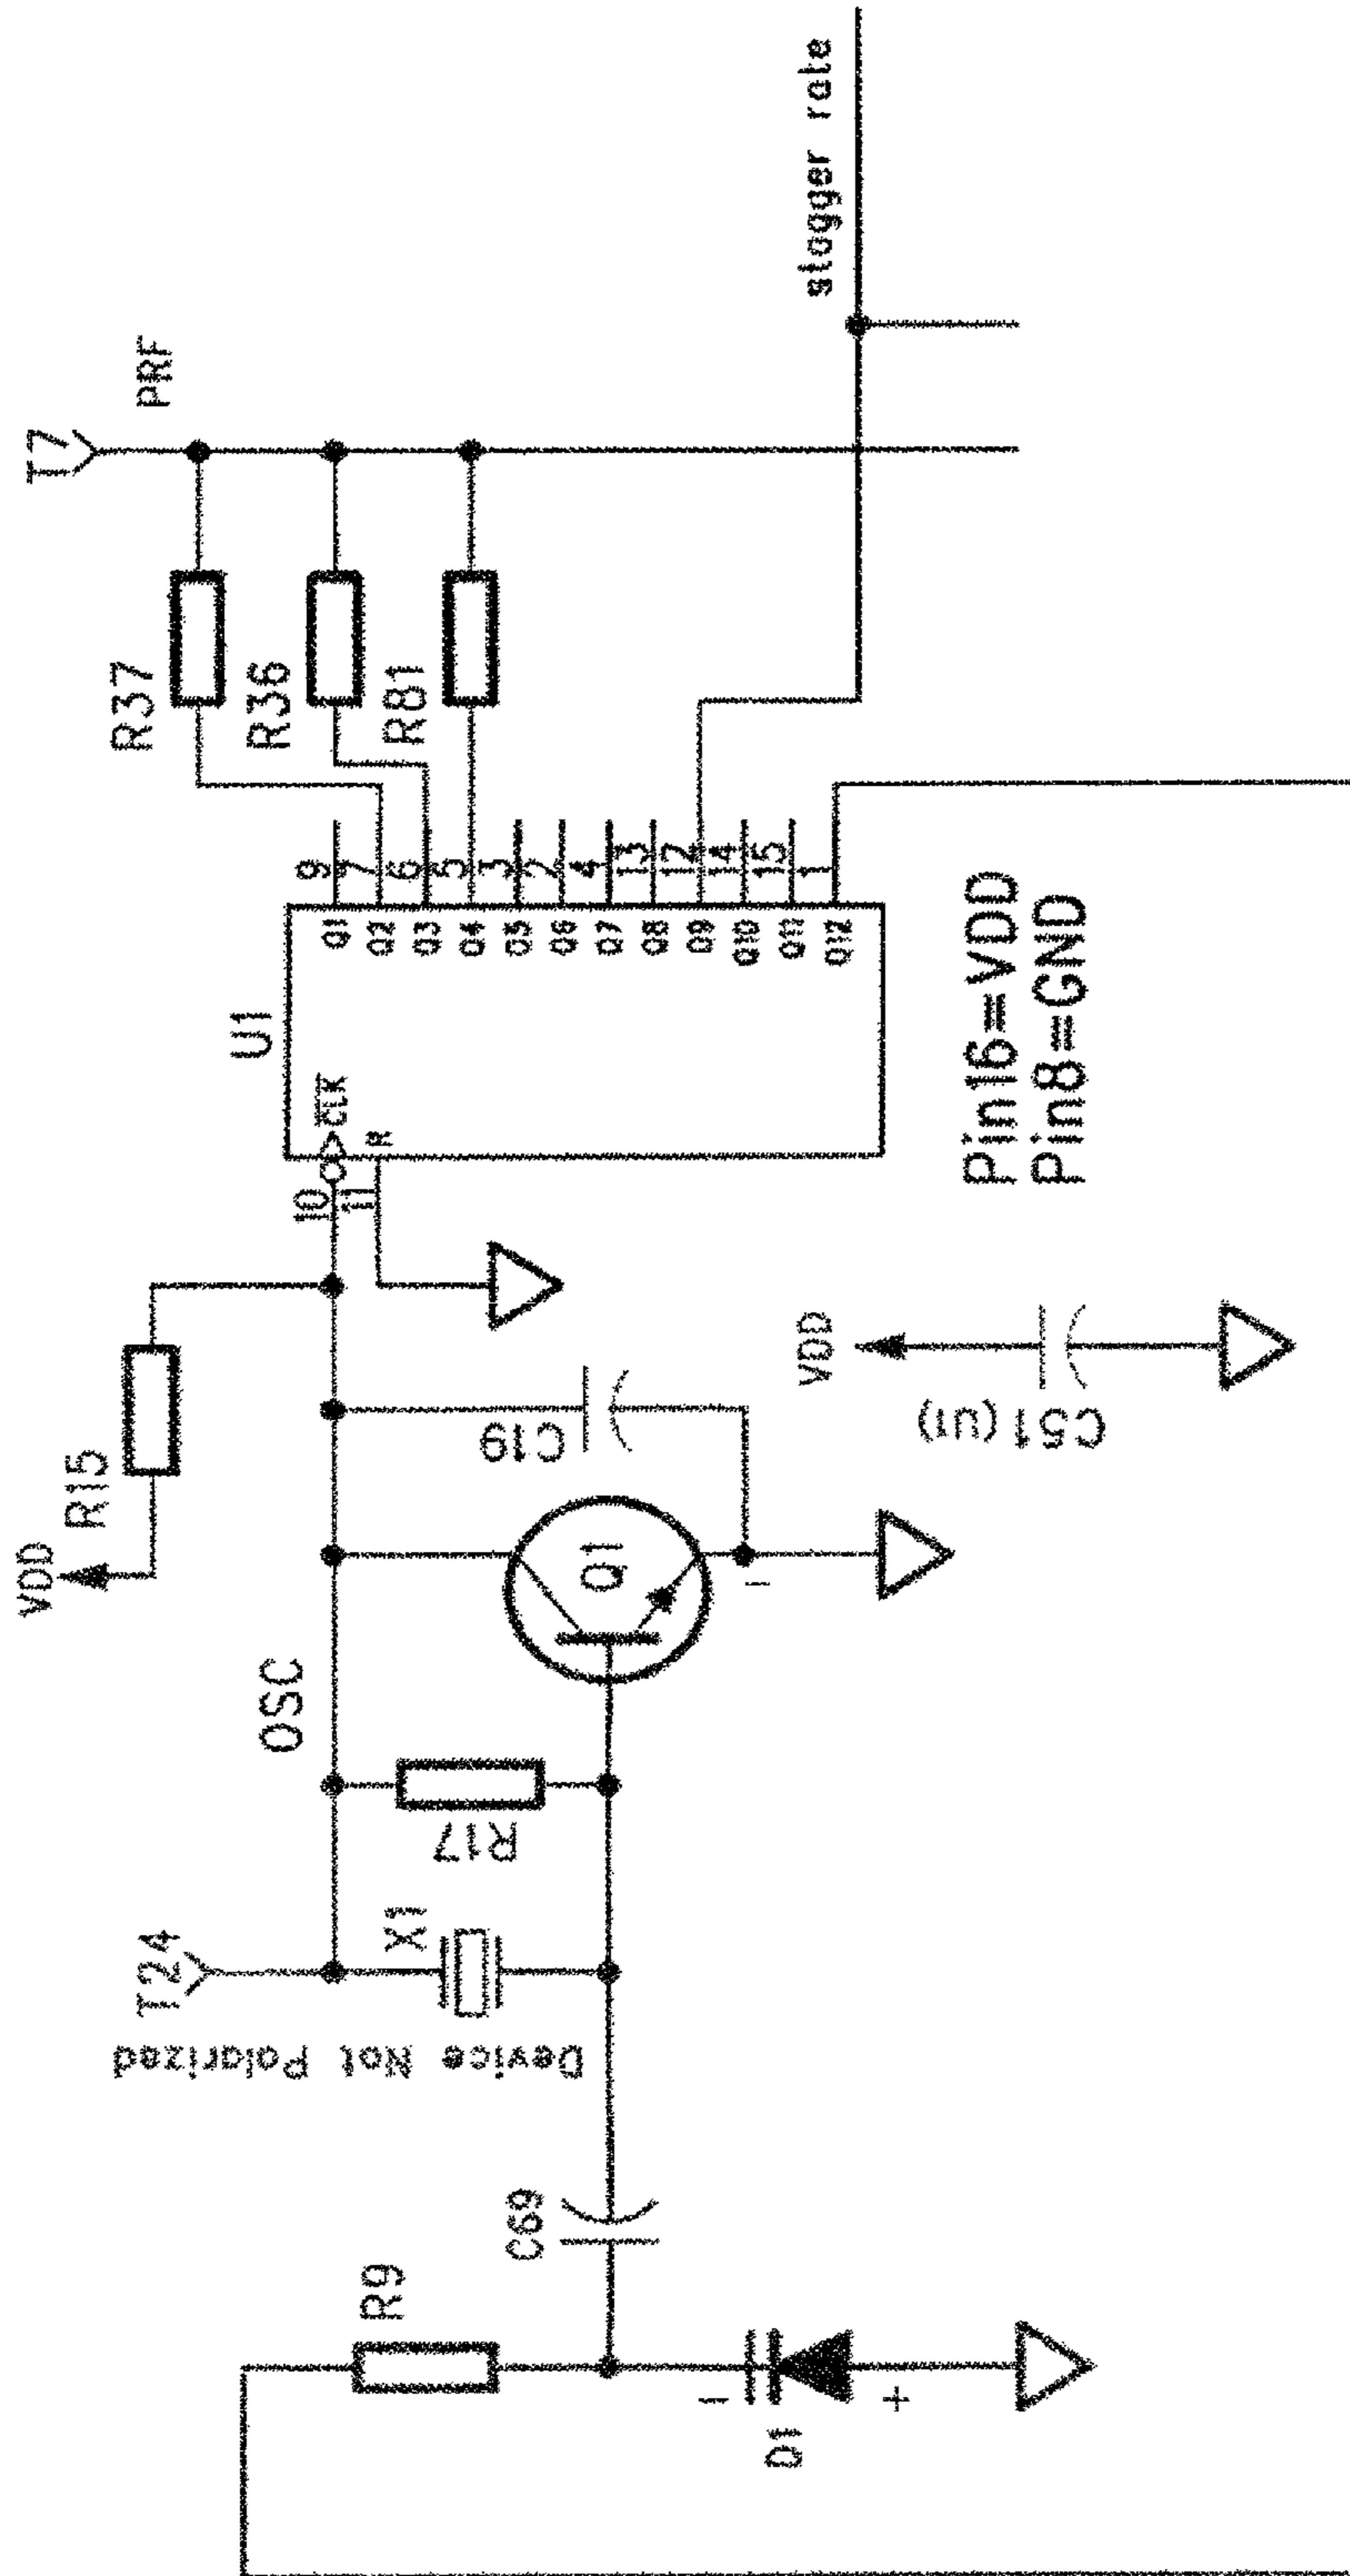 T7
PRF
stagger rate
R37
R36
R81
9
7
6
5
3
2
4
13
12
14
15
1
Q1
Q2
Q3
Q4
Q5
Q6
Q7
Q8
Q9
Q10
Q11
Q12
U1
CLK
R
10
11
Pin16=VDD
Pin8=GND
VDD
R15
C19
VDD
C51(U1)
OSC
Q1
-
R17
T24
X1
Device Not Polarized
C69
R9
-
+
D1